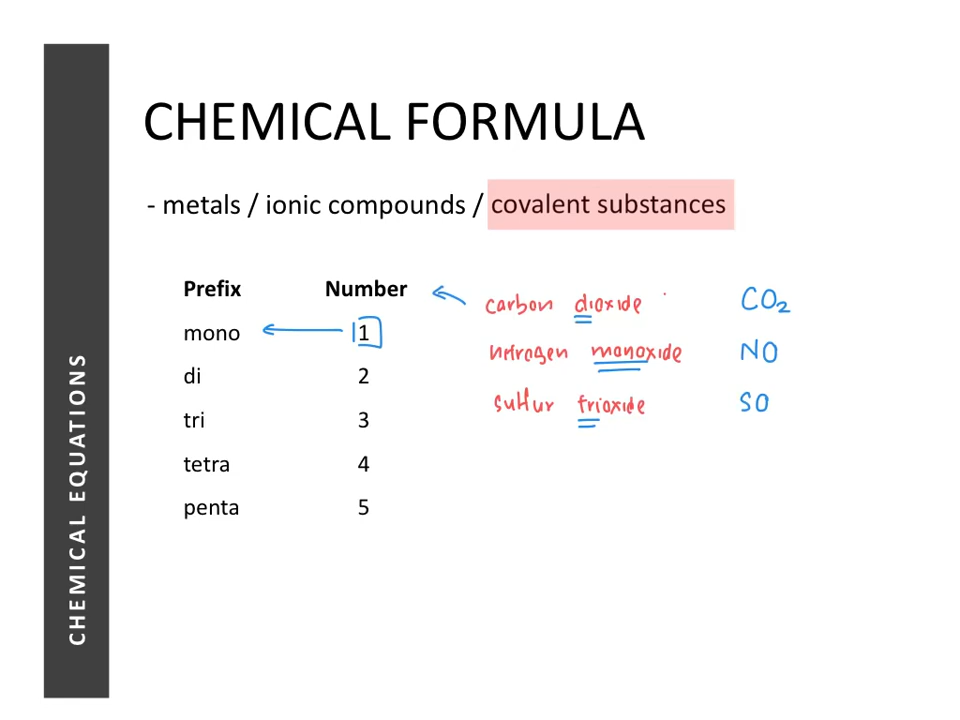 CHEMICAL EQUATIONS
CHEMICAL FORMULA
- metals / ionic compounds / covalent substances
Prefix Number
mono 1
di 2
tri 3
tetra 4
penta 5
carbon dioxide CO₂
nitrogen monoxide NO
sulfur trioxide SO